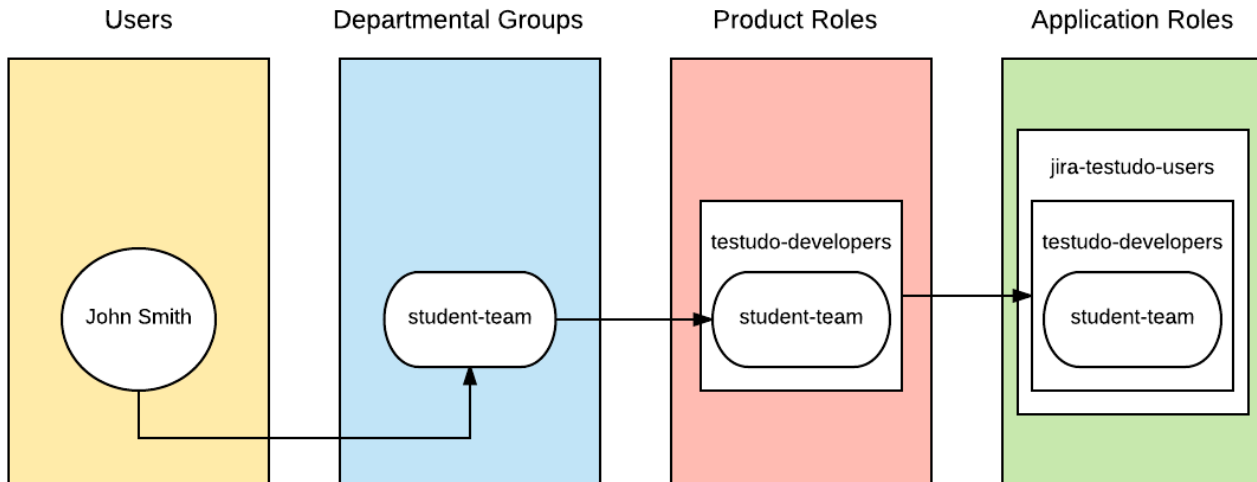 Users
Departmental Groups
Product Roles
Application Roles
jira-testudo-users
testudo-developers
testudo-developers
John Smith
student-team
student-team
student-team